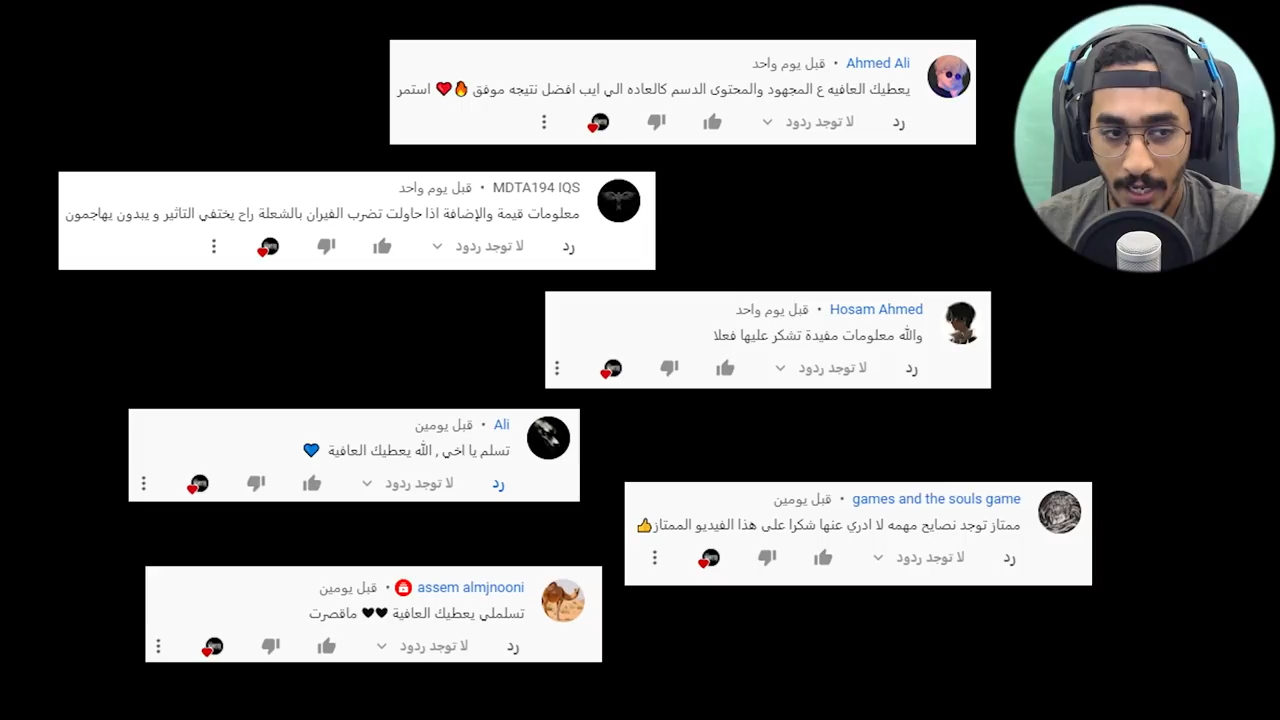 Ahmed Ali • قبل يوم واحد
يعطيك العافيه ع المجهود والمحتوى الدسم كالعاده الي ايب افضل نتيجه موفق 🔥❤️ استمر
رد لا توجد ردود
MDTA194 IQS • قبل يوم واحد
معلومات قيمة والإضافة اذا حاولت تضرب الفيران بالشعلة راح يختفي التاثير و يبدون يهاجمون
رد لا توجد ردود
Hosam Ahmed • قبل يوم واحد
والله معلومات مفيدة تشكر عليها فعلا
رد لا توجد ردود
Ali • قبل يومين
تسلم يا اخي , الله يعطيك العافية 💙
رد لا توجد ردود
games and the souls game • قبل يومين
ممتاز توجد نصايح مهمه لا ادري عنها شكرا على هذا الفيديو الممتاز👍
رد لا توجد ردود
assem almjnooni • قبل يومين
تسلملي يعطيك العافية 🖤🖤 ماقصرت
رد لا توجد ردود